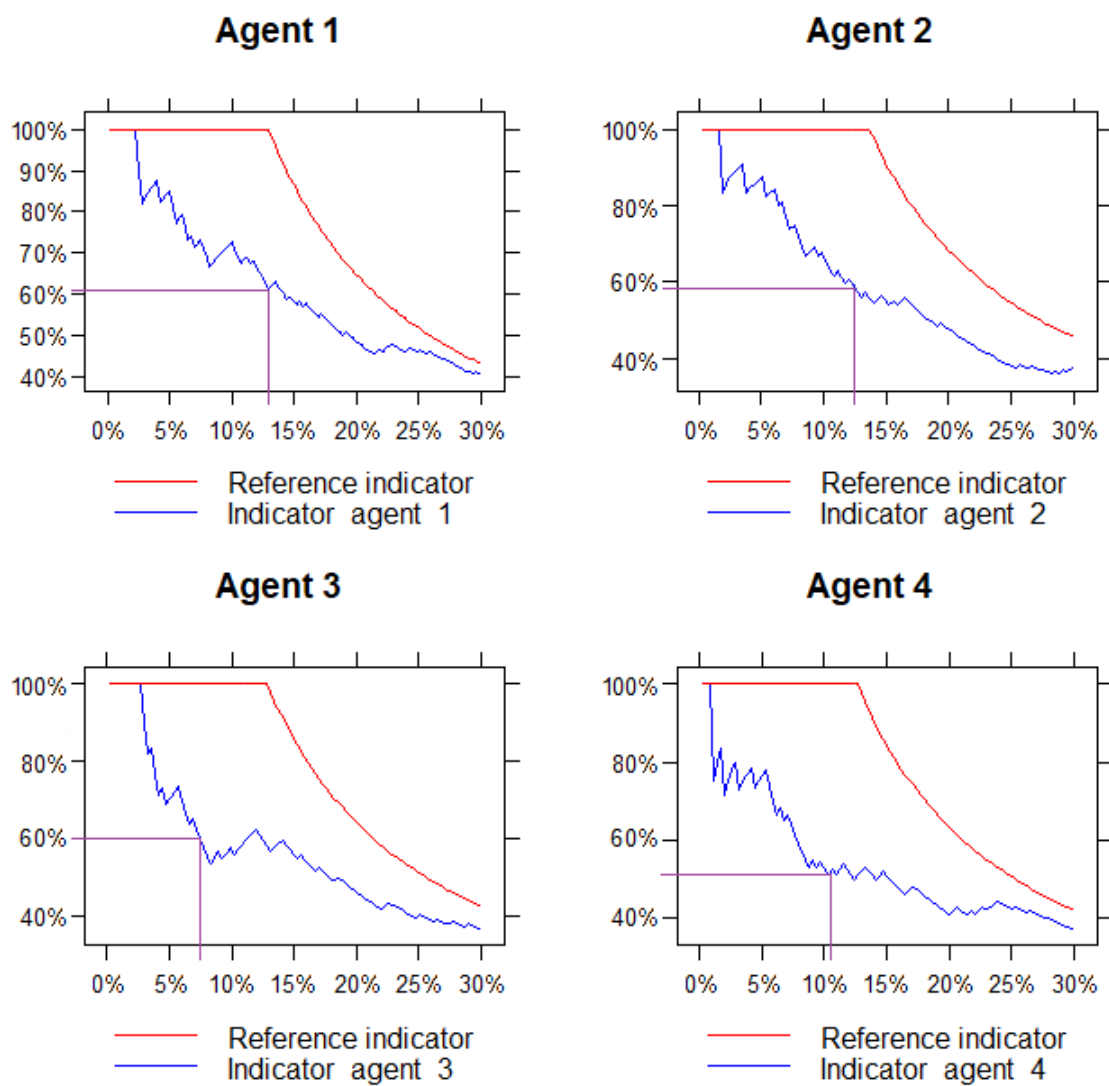 Agent 1
100%
90%
80%
70%
60%
50%
40%
0% 5% 10% 15% 20% 25% 30%
Reference indicator
Indicator agent 1
Agent 2
100%
80%
60%
40%
0% 5% 10% 15% 20% 25% 30%
Reference indicator
Indicator agent 2
Agent 3
100%
80%
60%
40%
0% 5% 10% 15% 20% 25% 30%
Reference indicator
Indicator agent 3
Agent 4
100%
80%
60%
40%
0% 5% 10% 15% 20% 25% 30%
Reference indicator
Indicator agent 4